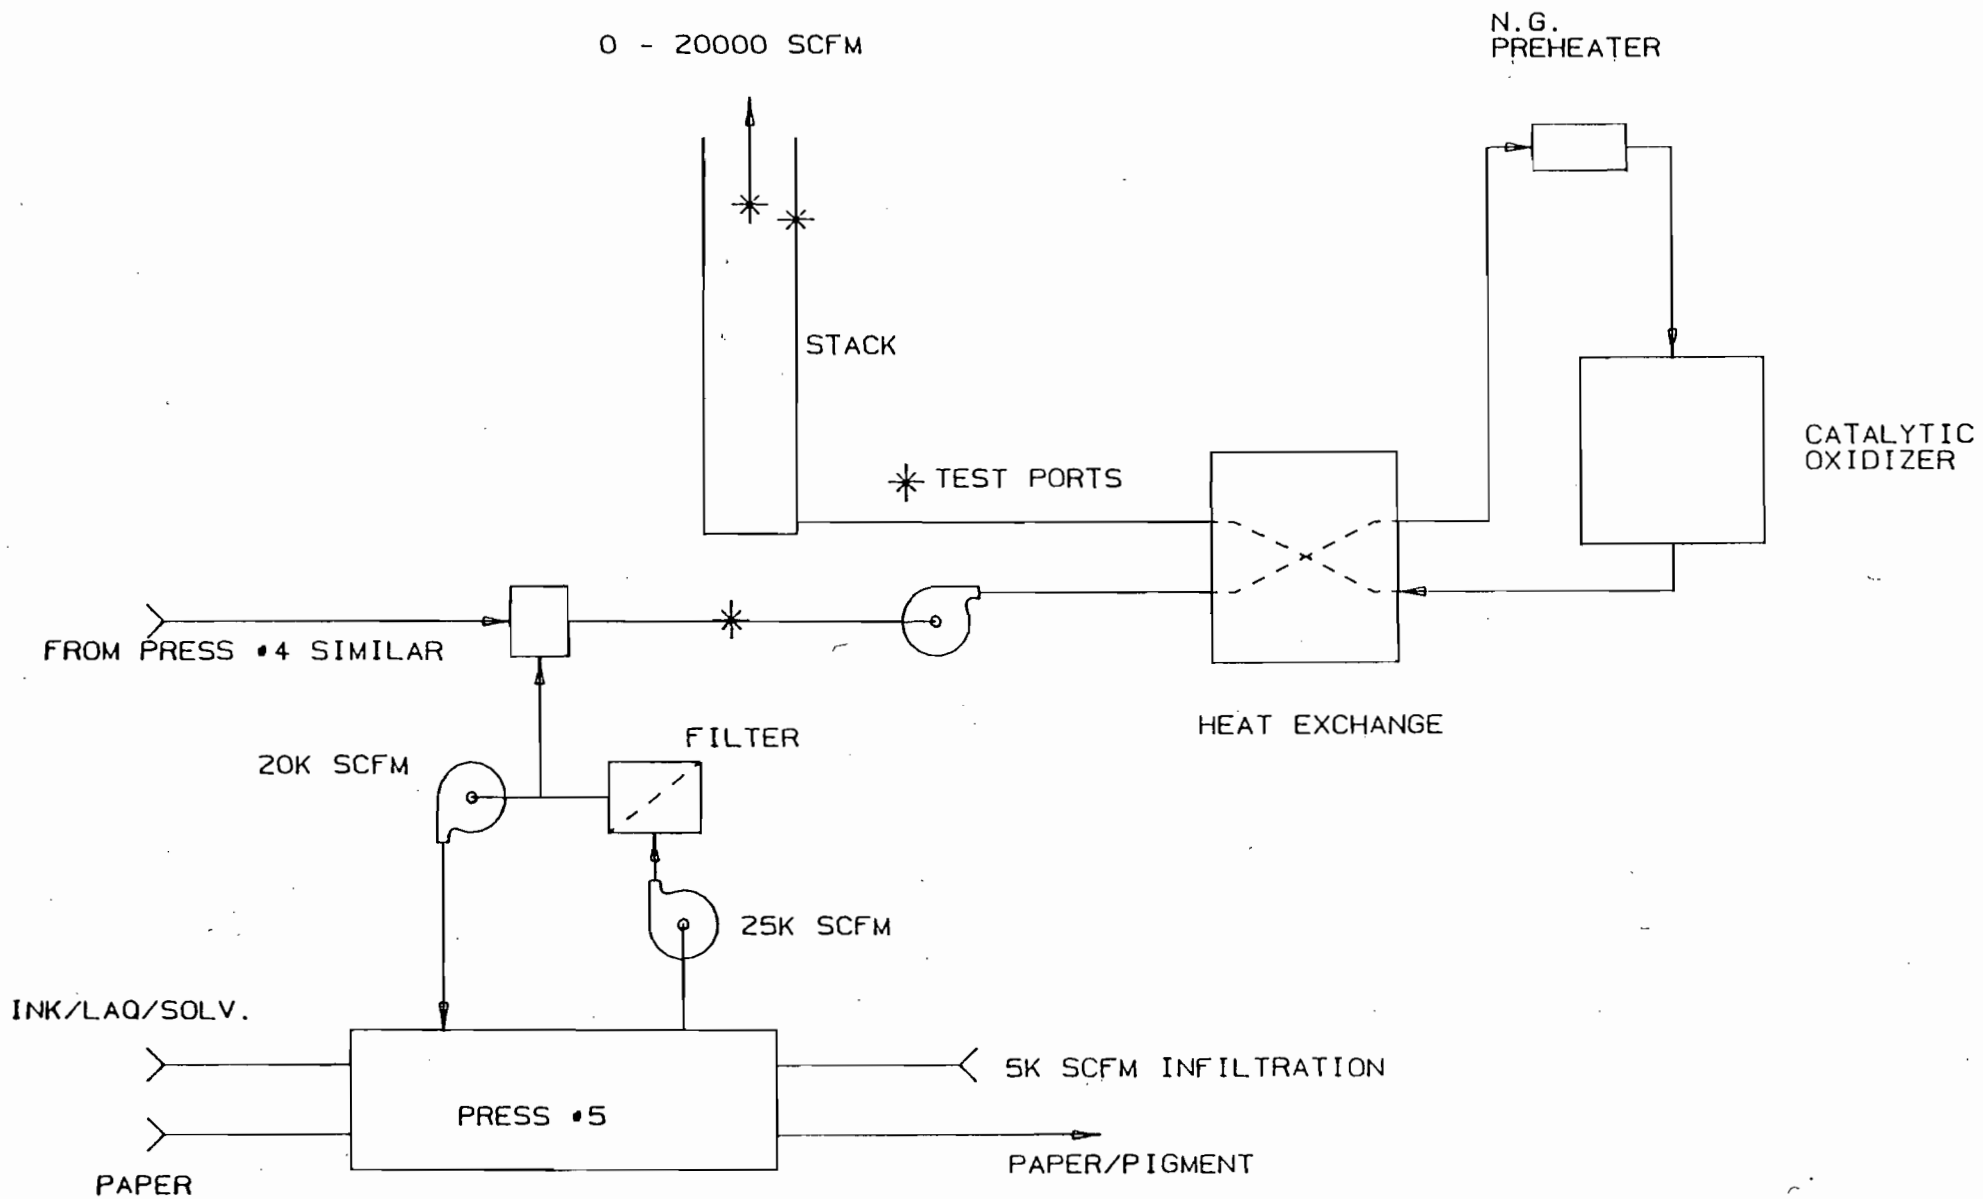 0 - 20000 SCFM
N.G.
PREHEATER
STACK
CATALYTIC
OXIDIZER
TEST PORTS
FROM PRESS #4 SIMILAR
HEAT EXCHANGE
FILTER
20K SCFM
25K SCFM
INK/LAQ/SOLV.
5K SCFM INFILTRATION
PRESS #5
PAPER/PIGMENT
PAPER